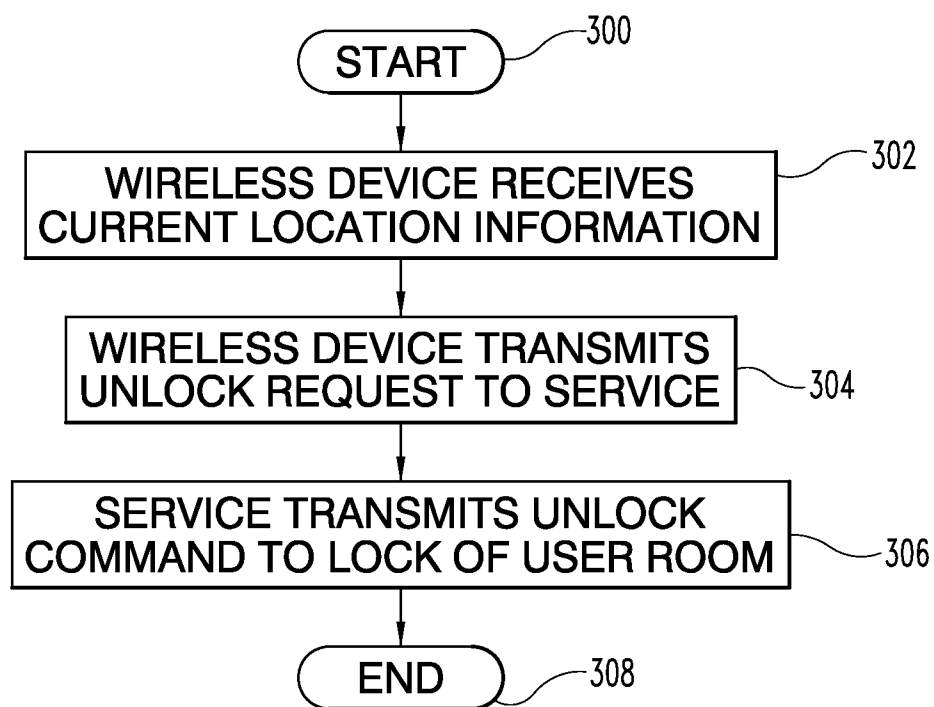 START
300
WIRELESS DEVICE RECEIVES
CURRENT LOCATION INFORMATION
302
WIRELESS DEVICE TRANSMITS
UNLOCK REQUEST TO SERVICE
304
SERVICE TRANSMITS UNLOCK
COMMAND TO LOCK OF USER ROOM
306
END
308